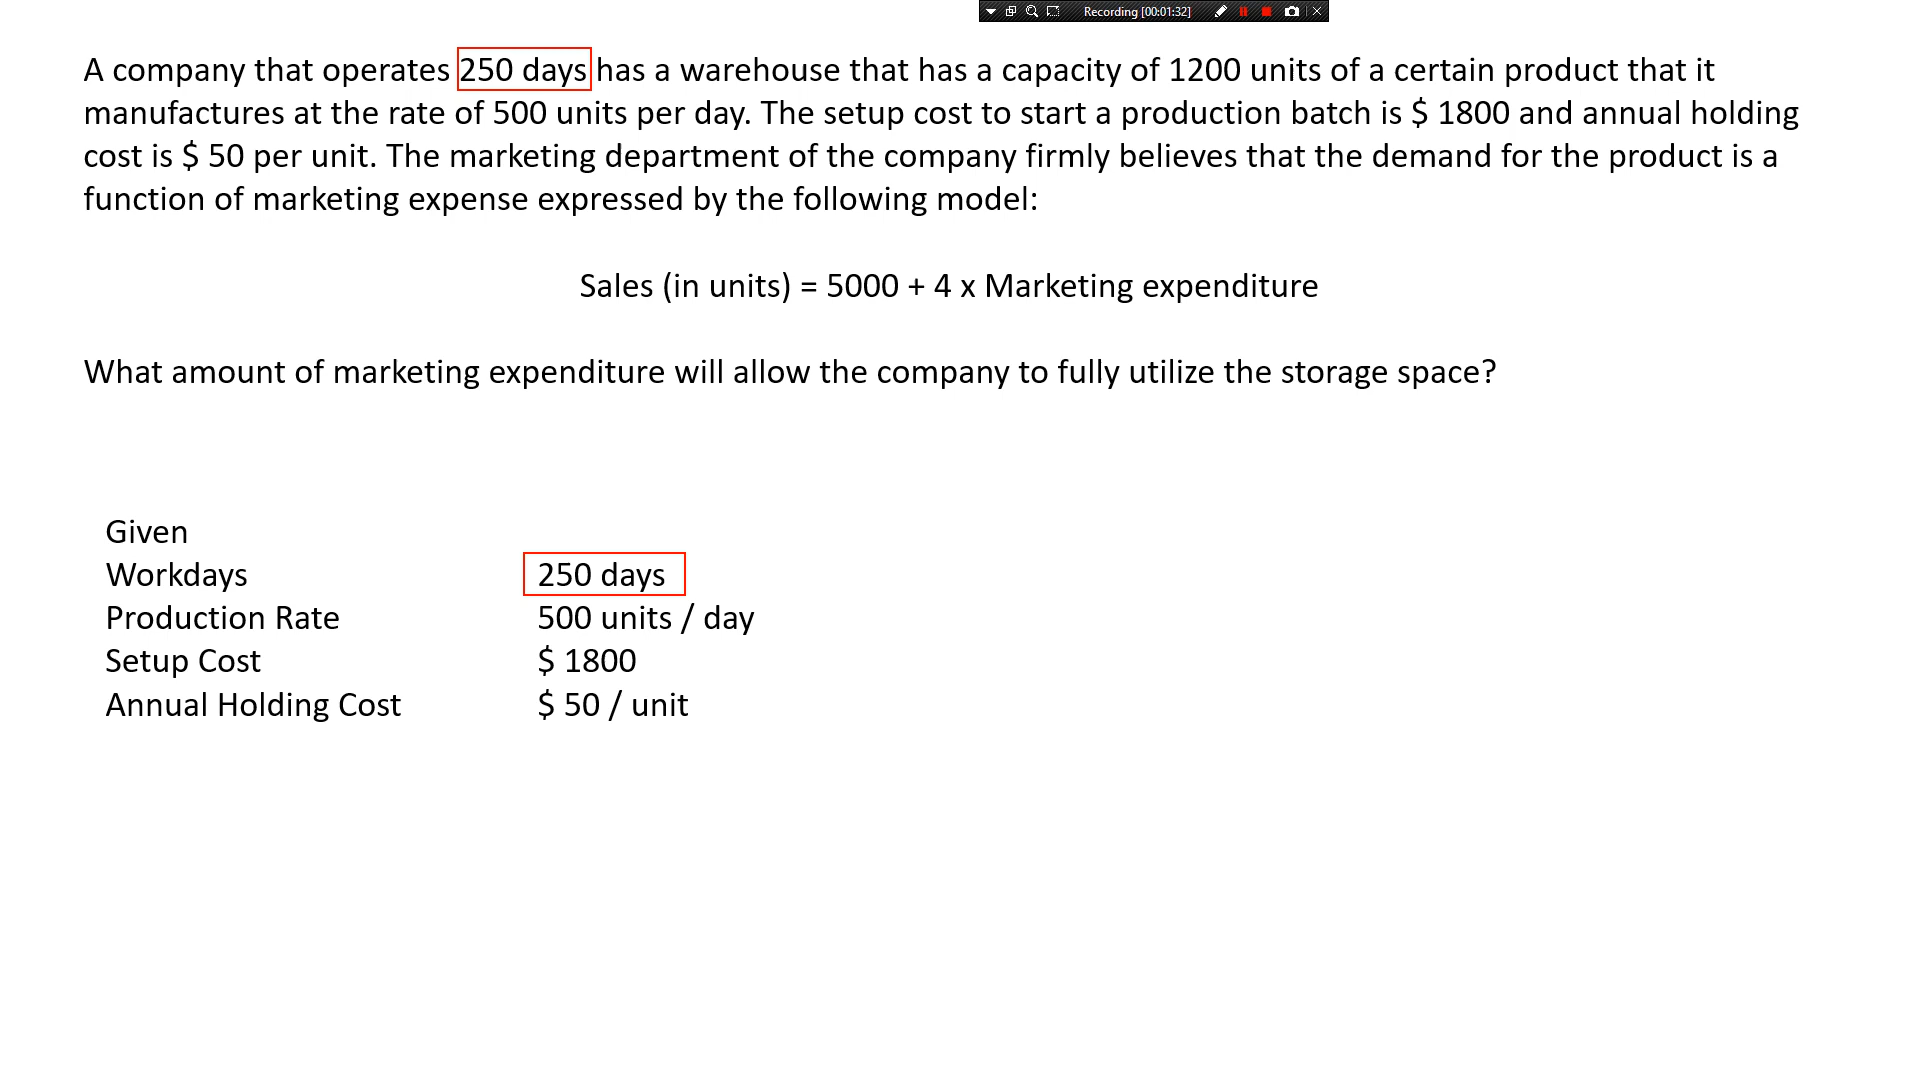 Recording [00:01:32]
A company that operates 250 days has a warehouse that has a capacity of 1200 units of a certain product that it
manufactures at the rate of 500 units per day. The setup cost to start a production batch is $ 1800 and annual holding
cost is $ 50 per unit. The marketing department of the company firmly believes that the demand for the product is a
function of marketing expense expressed by the following model:
Sales (in units) = 5000 + 4 x Marketing expenditure
What amount of marketing expenditure will allow the company to fully utilize the storage space?
Given
Workdays 250 days
Production Rate 500 units / day
Setup Cost $ 1800
Annual Holding Cost $ 50 / unit